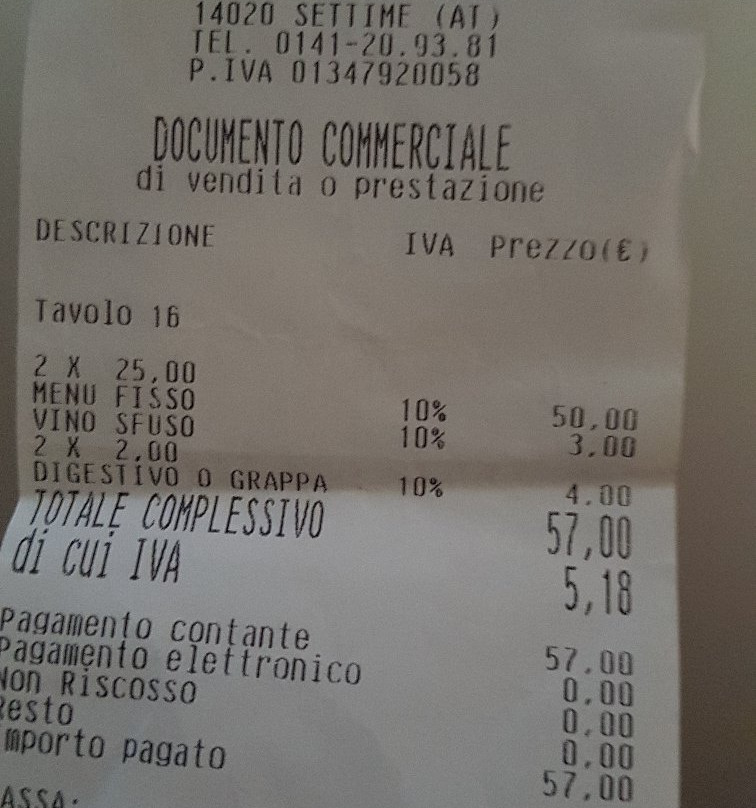 14020 SETTIME (AT)
TEL. 0141-20.93.81
P.IVA 01347920058
DOCUMENTO COMMERCIALE
di vendita o prestazione
DESCRIZIONE IVA Prezzo(€)
Tavolo 16
2 X 25,00
MENU FISSO 10% 50,00
VINO SFUSO 10% 3,00
2 X 2,00
DIGESTIVO O GRAPPA 10% 4,00
TOTALE COMPLESSIVO 57,00
di cui IVA 5,18
Pagamento contante 57,00
Pagamento elettronico 0,00
Non Riscosso 0,00
Resto 0,00
mporto pagato 57,00
ASSA: